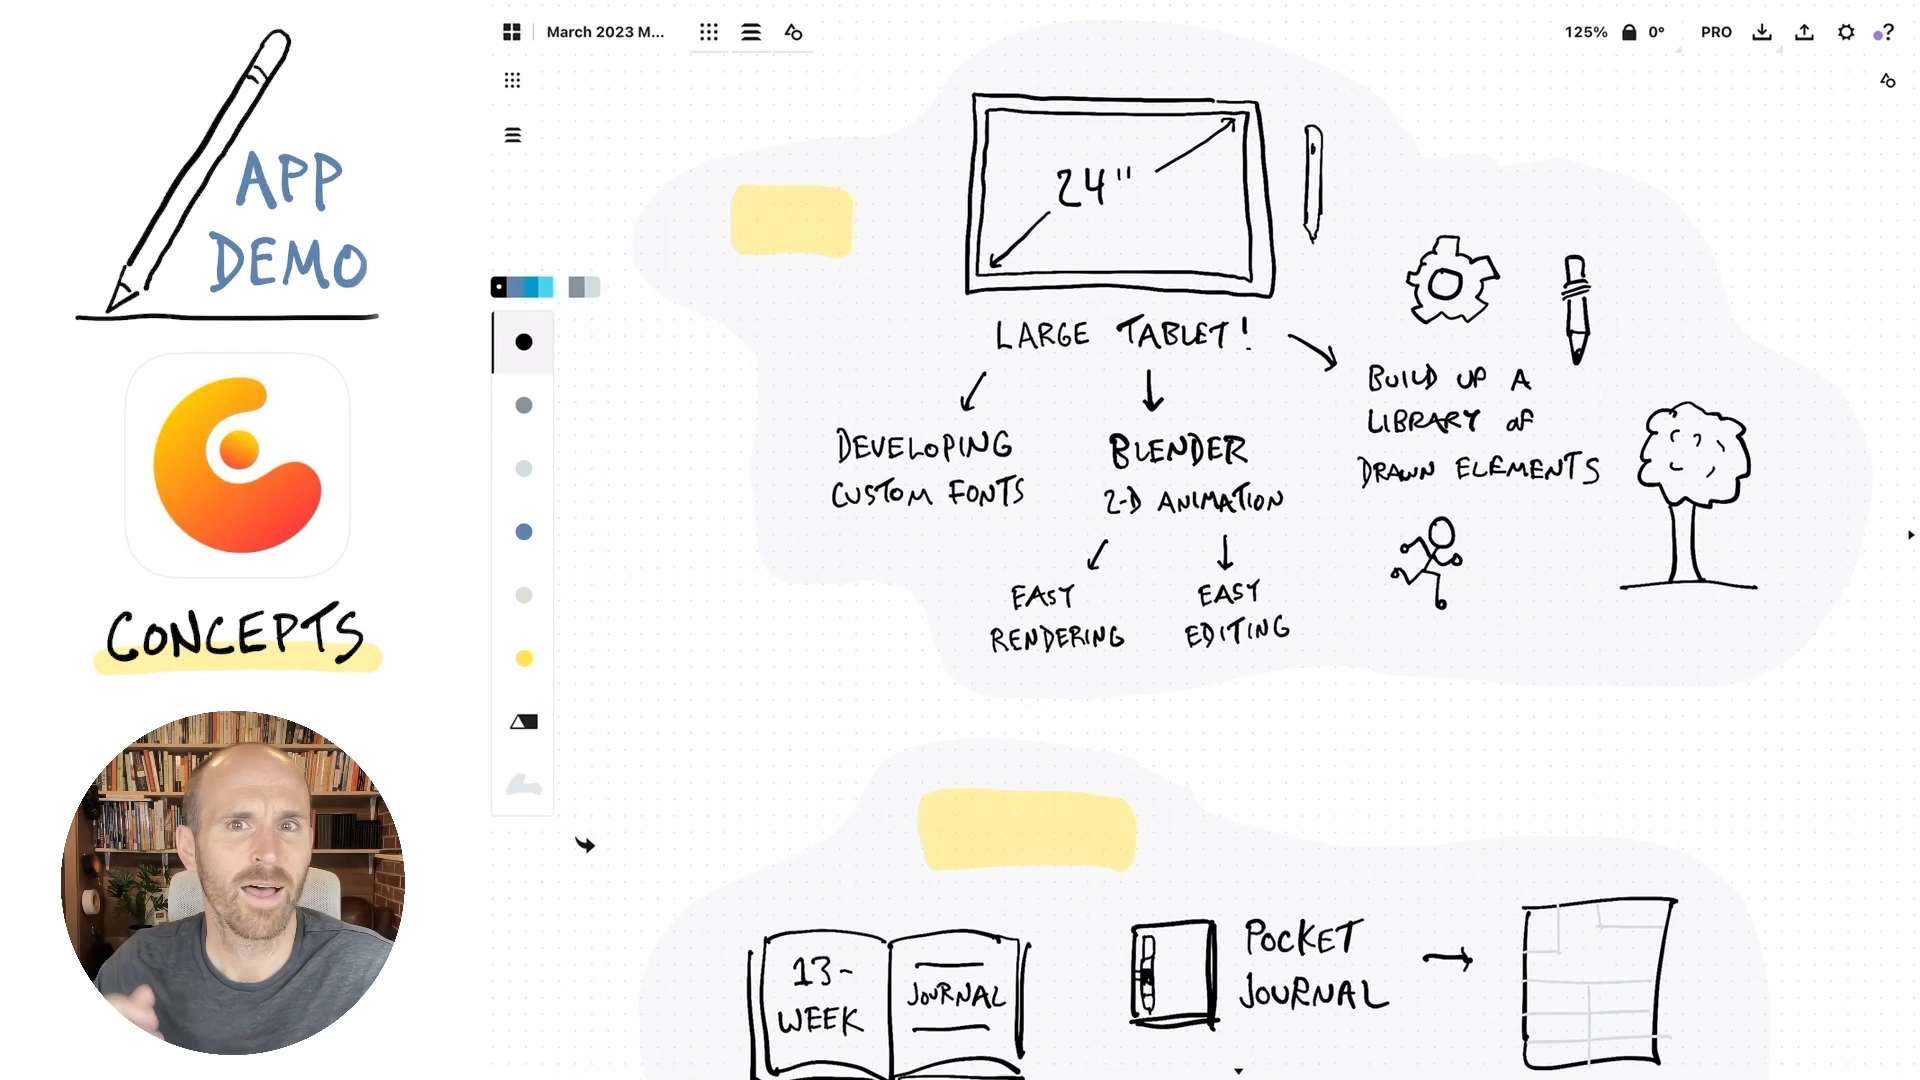 APP
DEMO
CONCEPTS
March 2023 M...
125%
0°
PRO
?
24"
LARGE TABLET!
DEVELOPING
CUSTOM FONTS
BLENDER
2-D ANIMATION
EASY
RENDERING
EASY
EDITING
BUILD UP A
LIBRARY OF
DRAWN ELEMENTS
13-
WEEK
JOURNAL
POCKET
JOURNAL